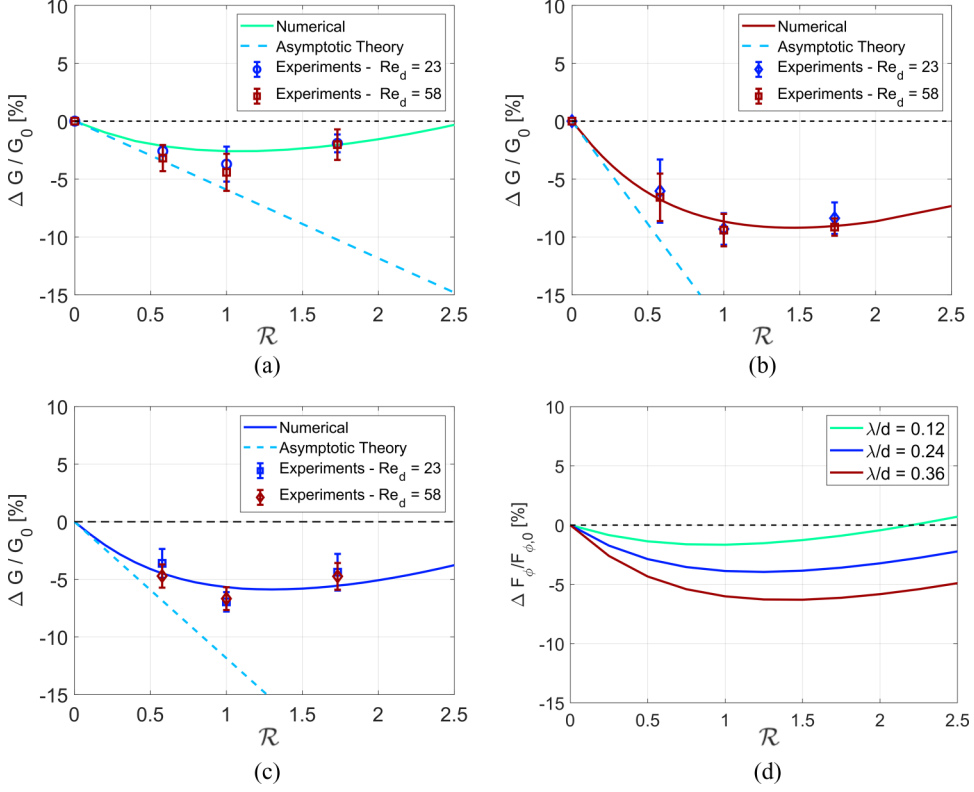 Δ G / G0 [%]
10
5
0
-5
-10
-15
Numerical
Asymptotic Theory
Experiments - Red = 23
Experiments - Red = 58
0 0.5 1 1.5 2 2.5
ℛ
(a)
Δ G / G0 [%]
10
5
0
-5
-10
-15
Numerical
Asymptotic Theory
Experiments - Red = 23
Experiments - Red = 58
0 0.5 1 1.5 2 2.5
ℛ
(b)
Δ G / G0 [%]
10
5
0
-5
-10
-15
Numerical
Asymptotic Theory
Experiments - Red = 23
Experiments - Red = 58
0 0.5 1 1.5 2 2.5
ℛ
(c)
Δ Fϕ/Fϕ,0 [%]
10
5
0
-5
-10
-15
λ/d = 0.12
λ/d = 0.24
λ/d = 0.36
0 0.5 1 1.5 2 2.5
ℛ
(d)